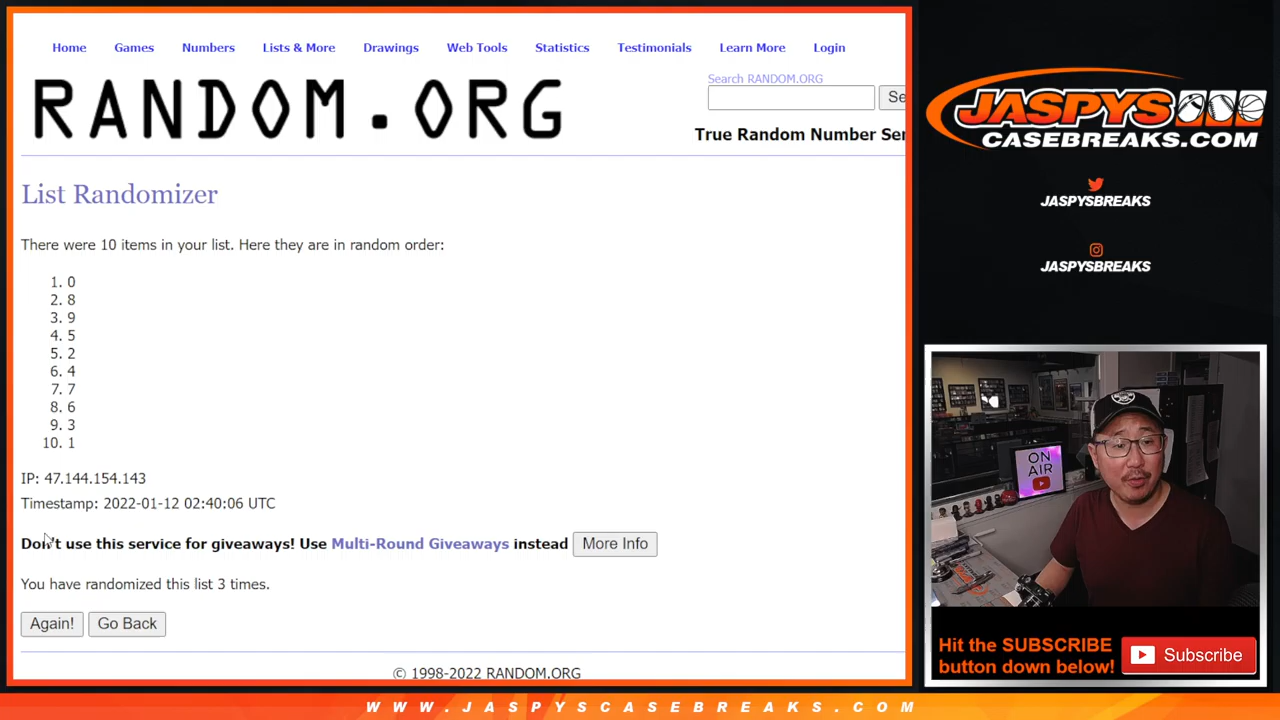 Home Games Numbers Lists & More Drawings Web Tools Statistics Testimonials Learn More Login
RANDOM.ORG
Search RANDOM.ORG
Se
True Random Number Ser
List Randomizer
There were 10 items in your list. Here they are in random order:
1. 0
2. 8
3. 9
4. 5
5. 2
6. 4
7. 7
8. 6
9. 3
10. 1
IP: 47.144.154.143
Timestamp: 2022-01-12 02:40:06 UTC
Don't use this service for giveaways! Use Multi-Round Giveaways instead More Info
You have randomized this list 3 times.
Again! Go Back
© 1998-2022 RANDOM.ORG
JASPYS
CASEBREAKS.COM
JASPYSBREAKS
JASPYSBREAKS
ON
AIR
Hit the SUBSCRIBE
button down below!
Subscribe
WWW.JASPYSCASEBREAKS.COM